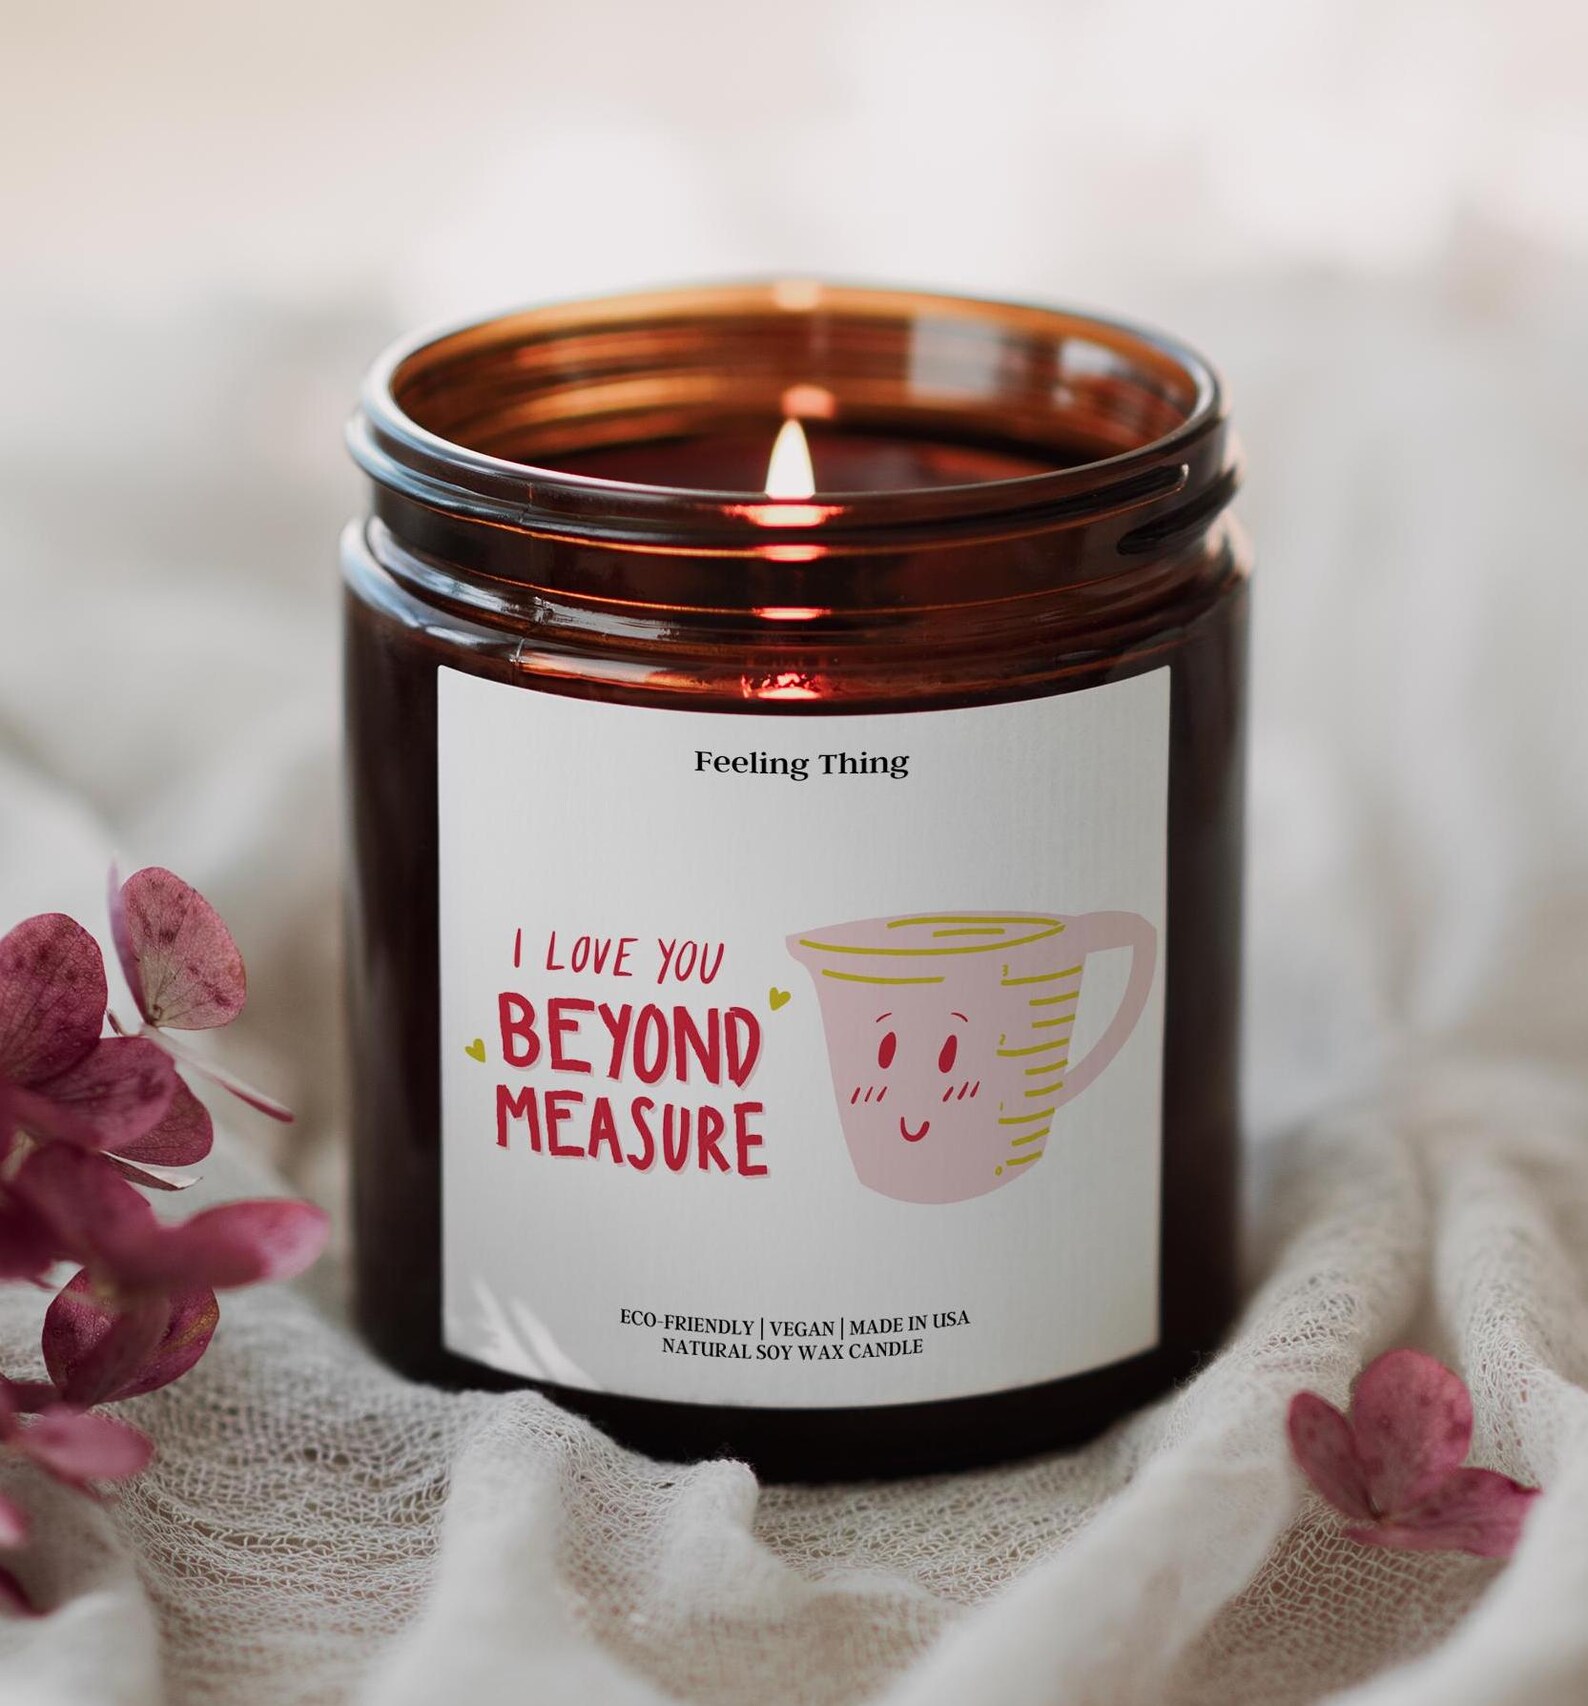 Feeling Thing
I LOVE YOU
BEYOND
MEASURE
ECO-FRIENDLY | VEGAN | MADE IN USA
NATURAL SOY WAX CANDLE